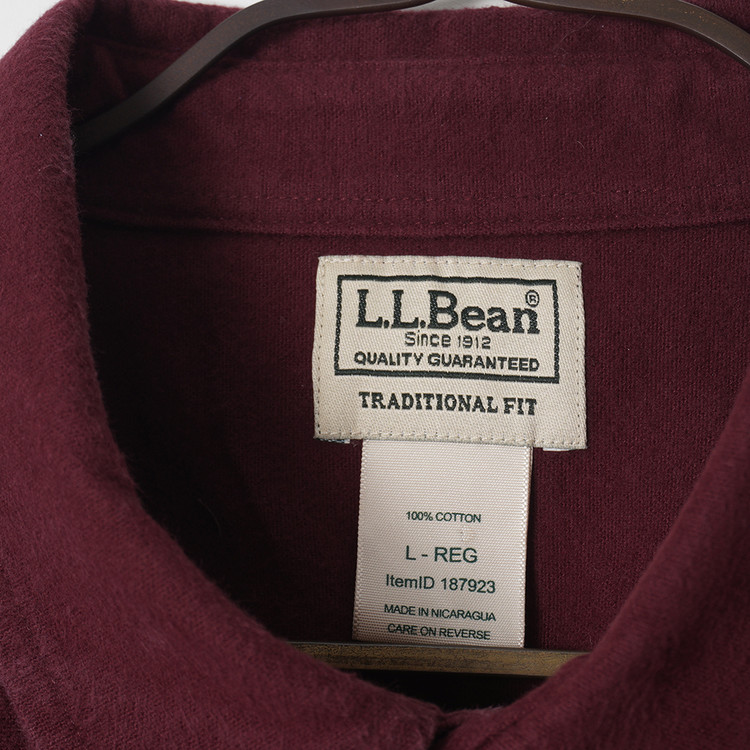 L.L.Bean®
Since 1912
QUALITY GUARANTEED
TRADITIONAL FIT
100% COTTON
L - REG
ItemID 187923
MADE IN NICARAGUA
CARE ON REVERSE